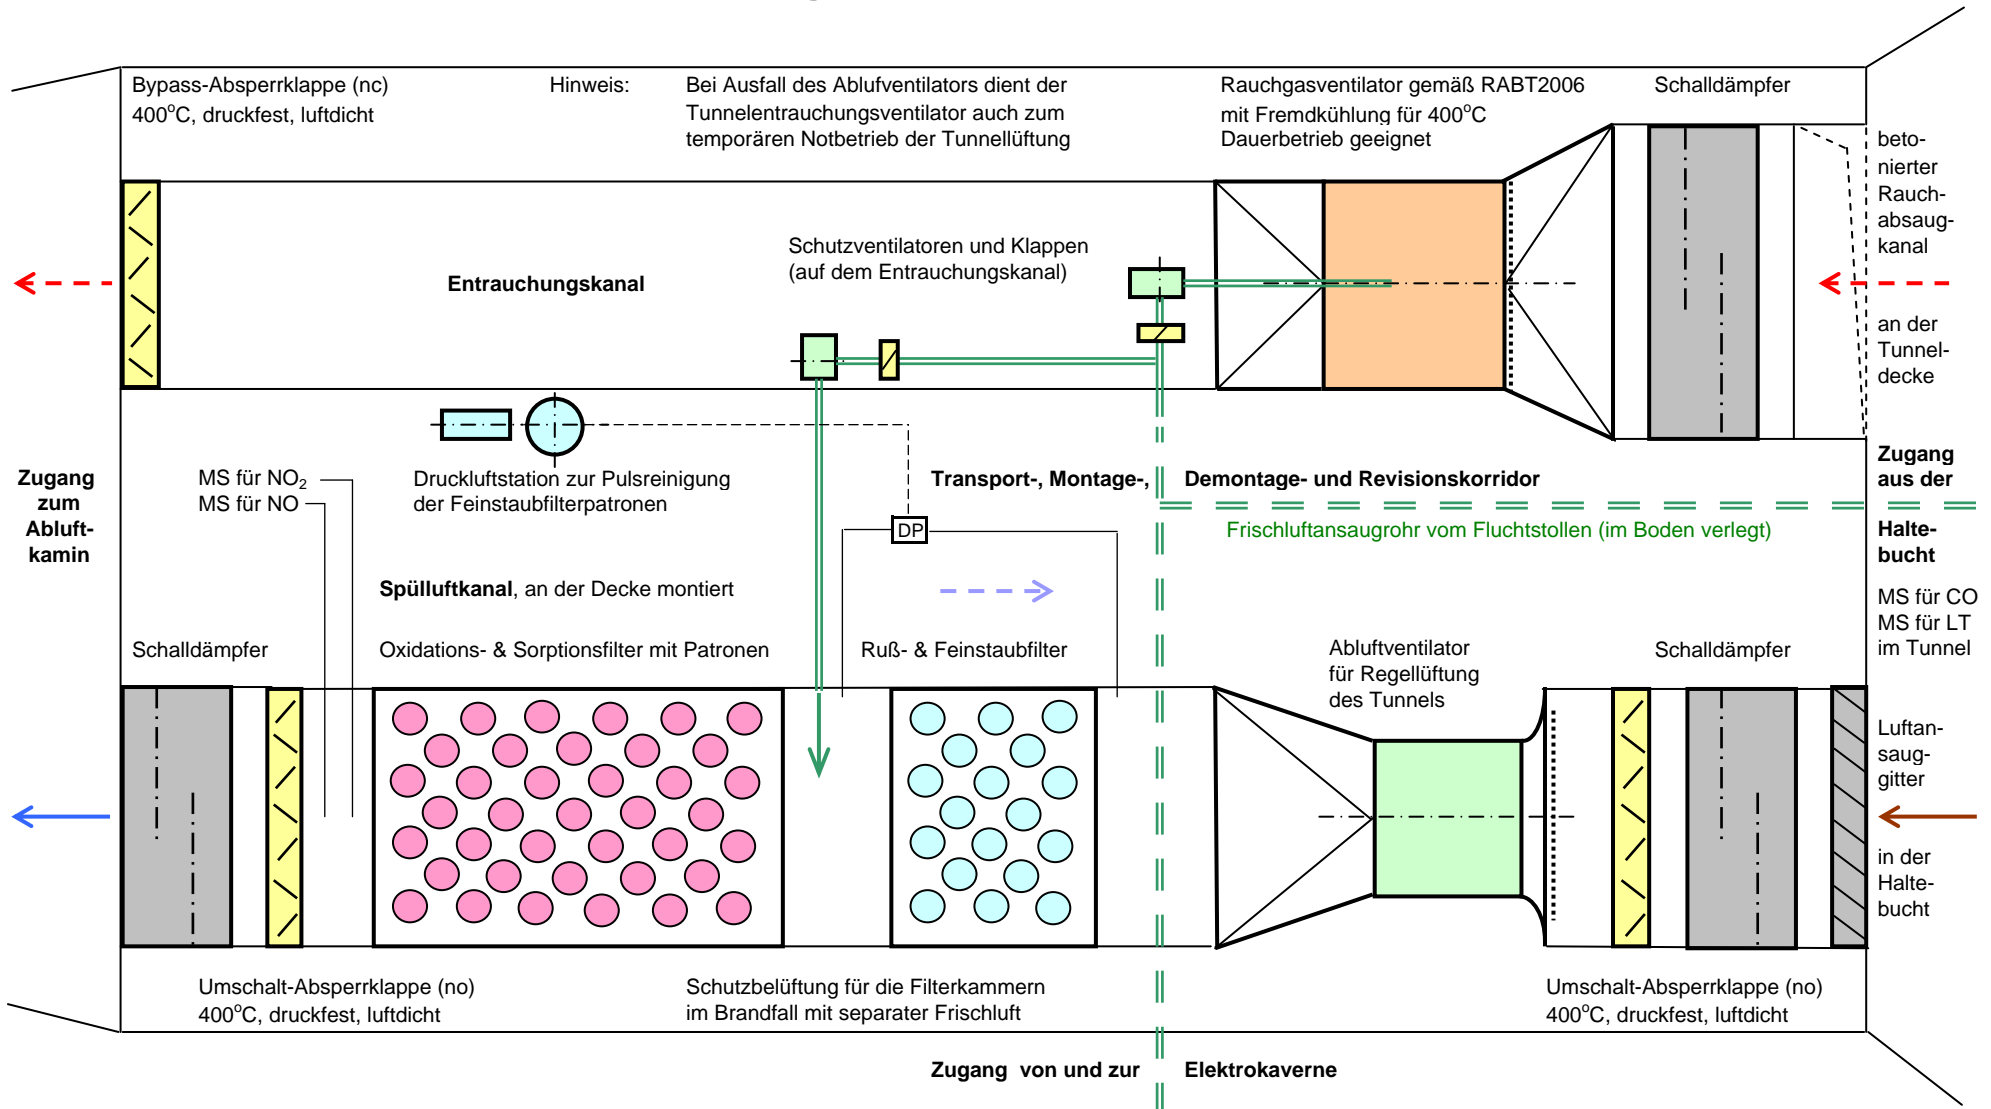 Bypass-Absperrklappe (nc)
400°C, druckfest, luftdicht
Hinweis:
Bei Ausfall des Ablufventilators dient der
Tunnelentrauchungsventilator auch zum
temporären Notbetrieb der Tunnellüftung
Rauchgasventilator gemäß RABT2006
mit Fremdkühlung für 400°C
Dauerbetrieb geeignet
Schalldämpfer
beto-
nierter
Rauch-
absaug-
kanal
an der
Tunnel-
decke
Schutzventilatoren und Klappen
(auf dem Entrauchungskanal)
Entrauchungskanal
Zugang
zum
Abluft-
kamin
MS für NO₂
MS für NO
Druckluftstation zur Pulsreinigung
der Feinstaubfilterpatronen
Transport-, Montage-, Demontage- und Revisionskorridor
Zugang
aus der
Halte-
bucht
DP
Frischluftansaugrohr vom Fluchtstollen (im Boden verlegt)
Spülluftkanal, an der Decke montiert
MS für CO
MS für LT
im Tunnel
Schalldämpfer
Oxidations- & Sorptionsfilter mit Patronen
Ruß- & Feinstaubfilter
Abluftventilator
für Regellüftung
des Tunnels
Schalldämpfer
Luftan-
saug-
gitter
in der
Halte-
bucht
Umschalt-Absperrklappe (no)
400°C, druckfest, luftdicht
Schutzbelüftung für die Filterkammern
im Brandfall mit separater Frischluft
Umschalt-Absperrklappe (no)
400°C, druckfest, luftdicht
Zugang von und zur Elektrokaverne